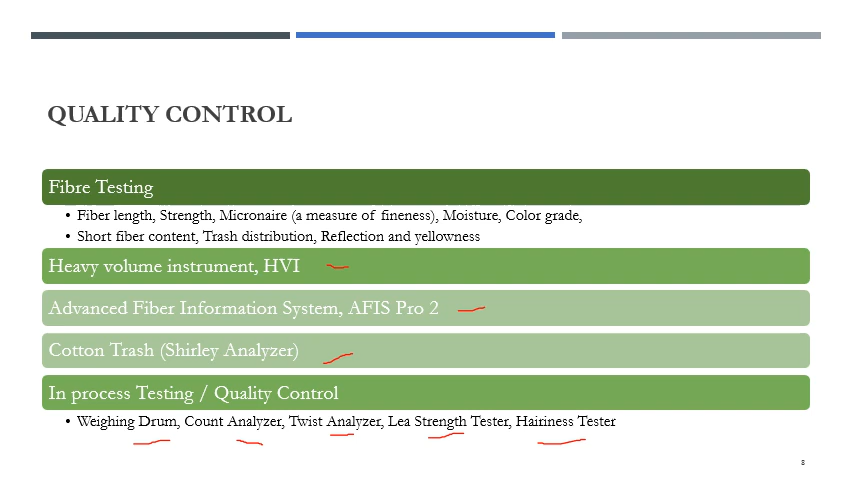 QUALITY CONTROL
Fibre Testing
• Fiber length, Strength, Micronaire (a measure of fineness), Moisture, Color grade,
• Short fiber content, Trash distribution, Reflection and yellowness
Heavy volume instrument, HVI
Advanced Fiber Information System, AFIS Pro 2
Cotton Trash (Shirley Analyzer)
In process Testing / Quality Control
• Weighing Drum, Count Analyzer, Twist Analyzer, Lea Strength Tester, Hairiness Tester
8